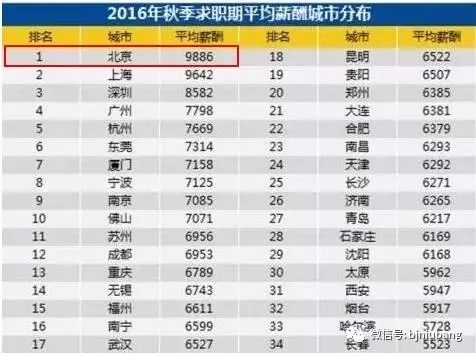 2016年秋季求职期平均薪酬城市分布
排名 城市 平均薪酬 排名 城市 平均薪酬
1 北京 9886 18 昆明 6522
2 上海 9642 19 贵阳 6507
3 深圳 8582 20 郑州 6385
4 广州 7798 21 大连 6381
5 杭州 7669 22 合肥 6379
6 东莞 7314 23 南昌 6293
7 厦门 7158 24 天津 6292
8 宁波 7125 25 长沙 6271
9 南京 7085 26 济南 6265
10 佛山 7071 27 青岛 6217
11 苏州 6956 28 石家庄 6169
12 成都 6953 29 沈阳 6168
13 重庆 6789 30 太原 5962
14 无锡 6743 31 西安 5947
15 福州 6611 32 烟台 5917
16 南宁 6599 33 哈尔滨 5728
17 武汉 6527 34 长春 5523
微信号: bjniubang